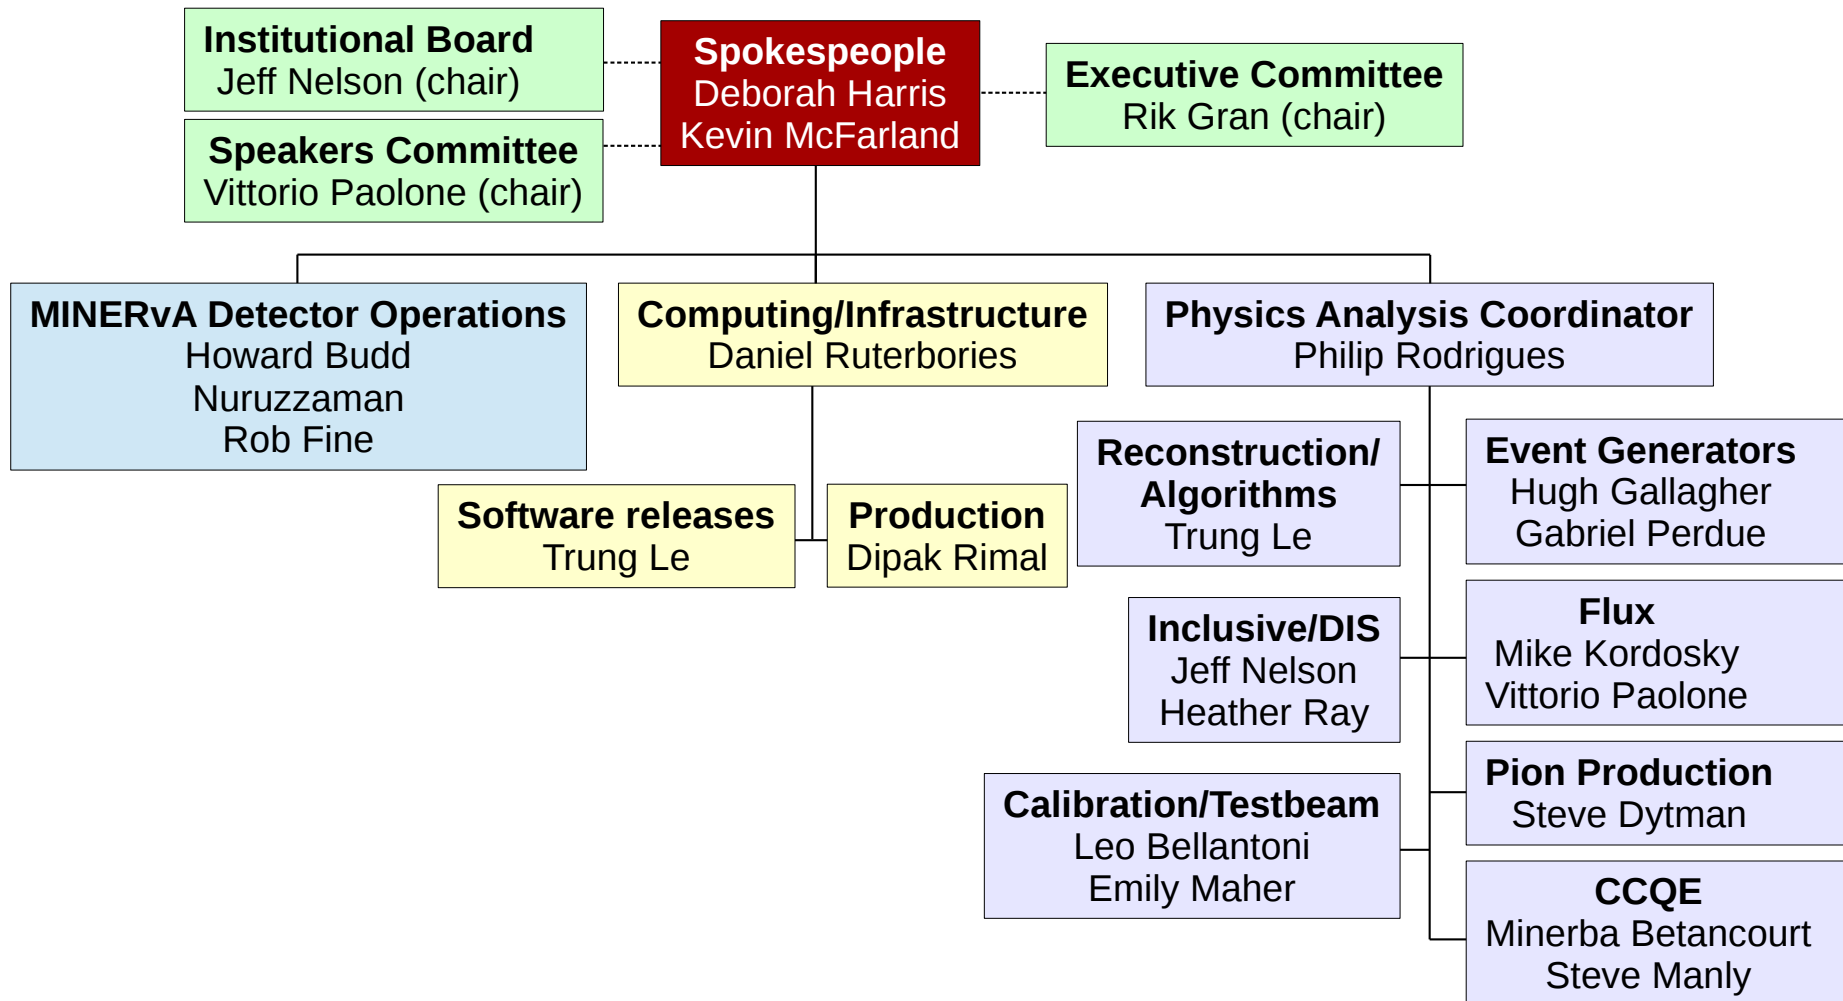 Institutional Board
Jeff Nelson (chair)
Speakers Committee
Vittorio Paolone (chair)
Spokespeople
Deborah Harris
Kevin McFarland
Executive Committee
Rik Gran (chair)
MINERvA Detector Operations
Howard Budd
Nuruzzaman
Rob Fine
Computing/Infrastructure
Daniel Ruterbories
Software releases
Trung Le
Production
Dipak Rimal
Physics Analysis Coordinator
Philip Rodrigues
Reconstruction/
Algorithms
Trung Le
Event Generators
Hugh Gallagher
Gabriel Perdue
Inclusive/DIS
Jeff Nelson
Heather Ray
Flux
Mike Kordosky
Vittorio Paolone
Calibration/Testbeam
Leo Bellantoni
Emily Maher
Pion Production
Steve Dytman
CCQE
Minerba Betancourt
Steve Manly